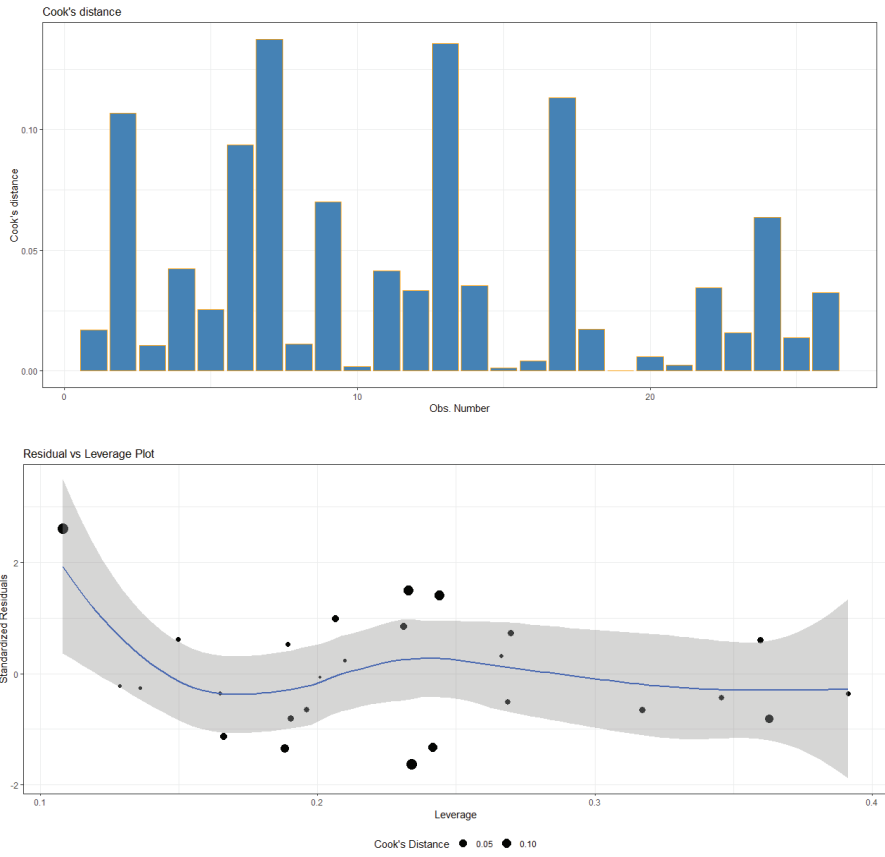 Cook's distance
0.10
0.05
0.00
Cook's distance
0
10
20
Obs. Number
Residual vs Leverage Plot
2
0
-2
Standardized Residuals
0.1
0.2
0.3
0.4
Leverage
Cook's Distance 0.05 0.10